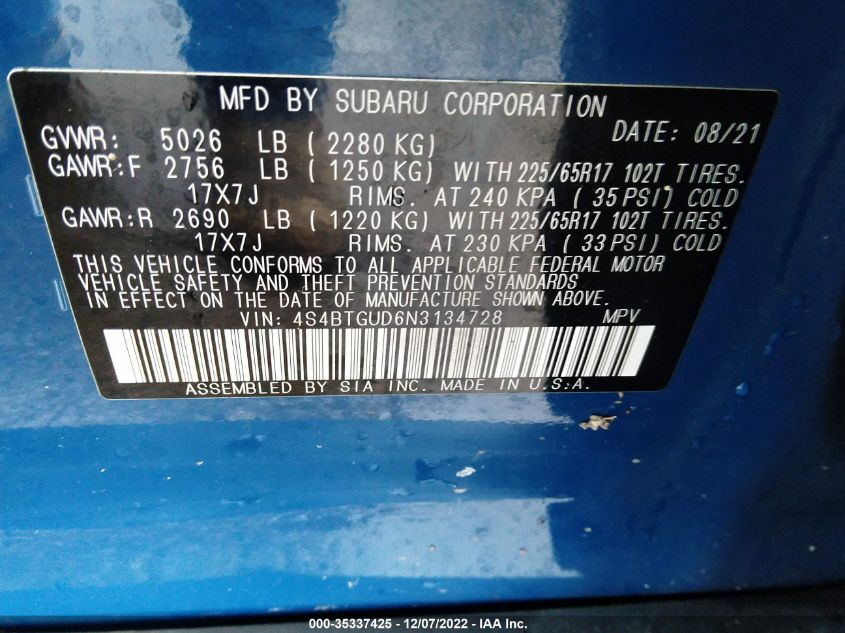 MFD BY SUBARU CORPORATION
GVWR: 5026 LB ( 2280 KG) DATE: 08/21
GAWR:F 2756 LB ( 1250 KG) WITH 225/65R17 102T TIRES.
17X7J RIMS. AT 240 KPA ( 35 PSI) COLD
GAWR:R 2690 LB ( 1220 KG) WITH 225/65R17 102T TIRES.
17X7J RIMS. AT 230 KPA ( 33 PSI) COLD
THIS VEHICLE CONFORMS TO ALL APPLICABLE FEDERAL MOTOR
VEHICLE SAFETY AND THEFT PREVENTION STANDARDS
IN EFFECT ON THE DATE OF MANUFACTURE SHOWN ABOVE.
VIN: 4S4BTGUD6N3134728 MPV
ASSEMBLED BY SIA INC. MADE IN U.S.A.
000-35337425 - 12/07/2022 - IAA Inc.